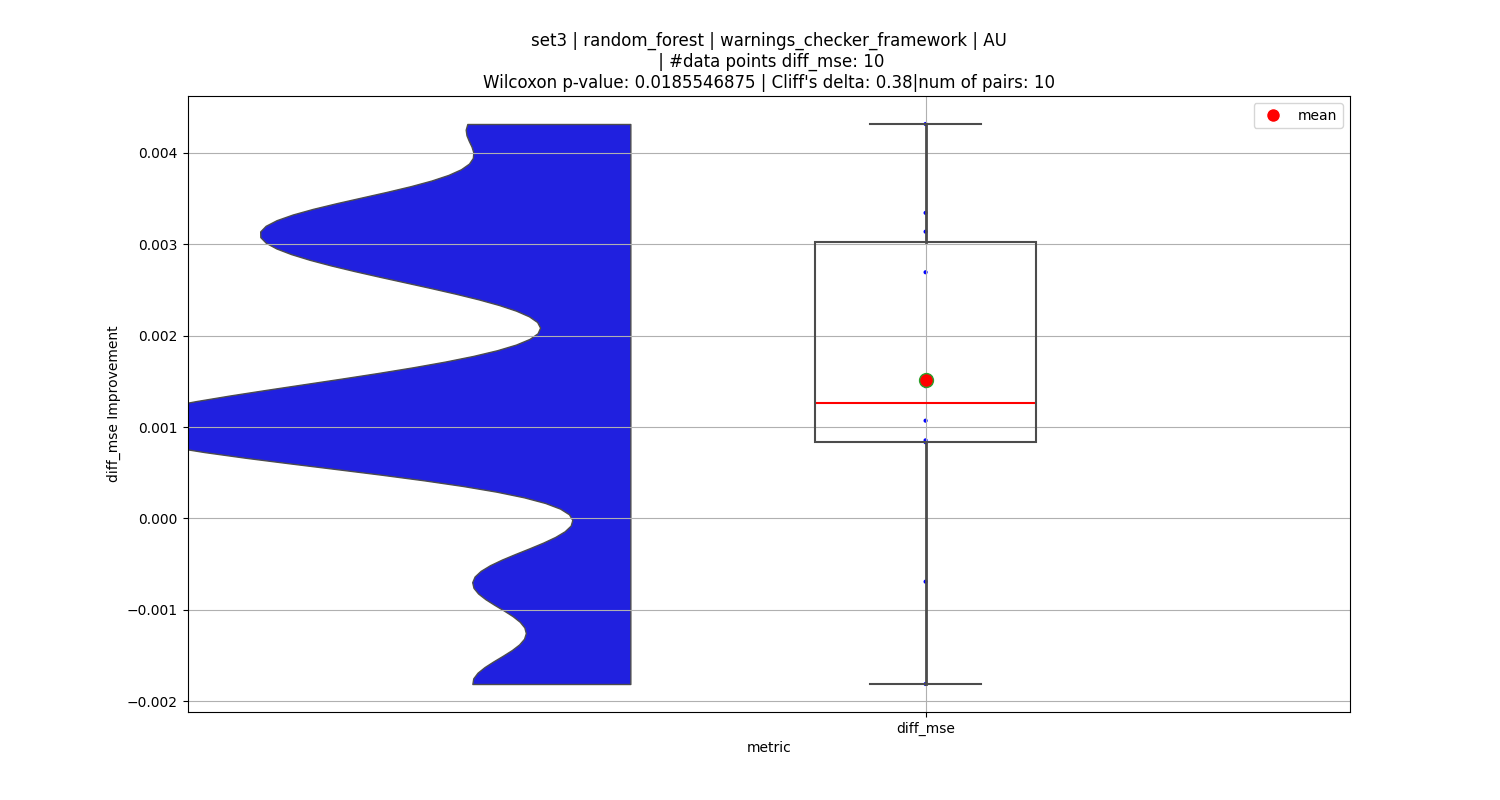 set3 | random_forest | warnings_checker_framework | AU
| #data points diff_mse: 10
Wilcoxon p-value: 0.0185546875 | Cliff's delta: 0.38|num of pairs: 10
mean
0.004
0.003
0.002
0.001
0.000
−0.001
−0.002
diff_mse Improvement
diff_mse
metric